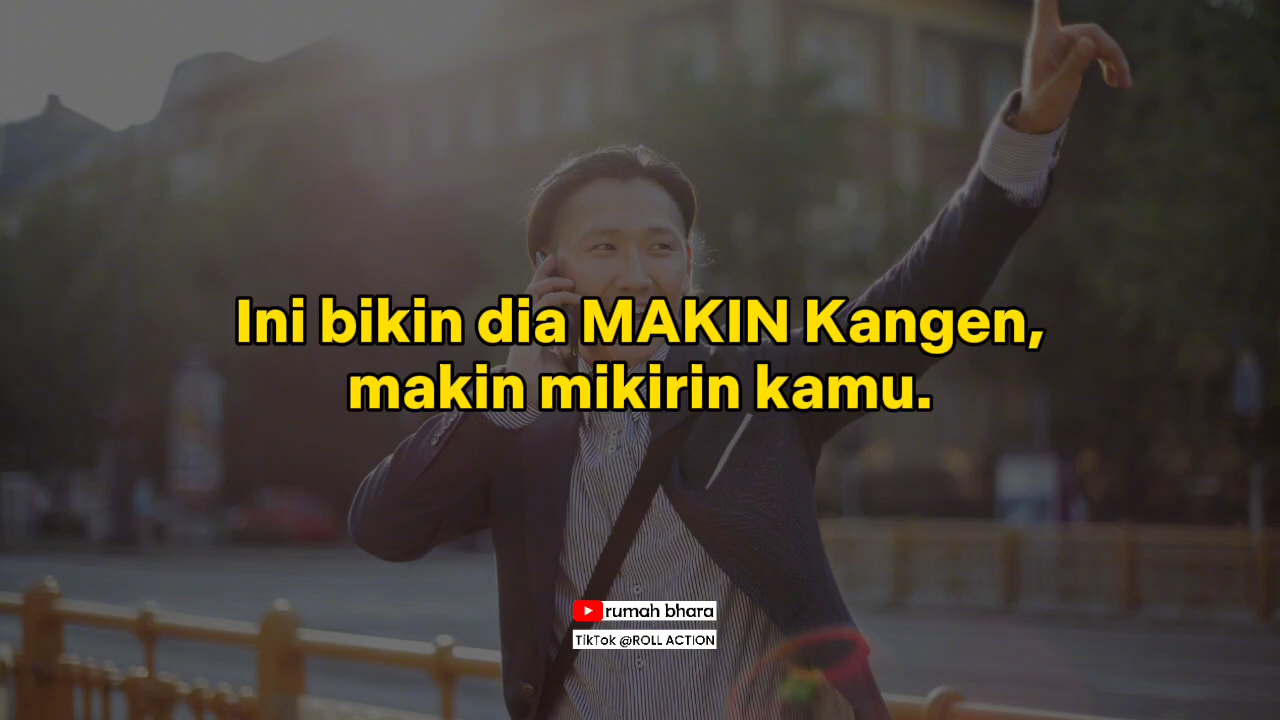 Ini bikin dia MAKIN Kangen,
makin mikirin kamu.
rumah bhara
TikTok @ROLL ACTION